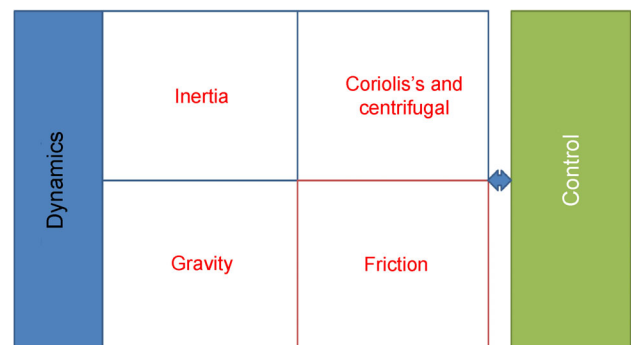 Dynamics
Inertia
Coriolis's and
centrifugal
Gravity
Friction
Control